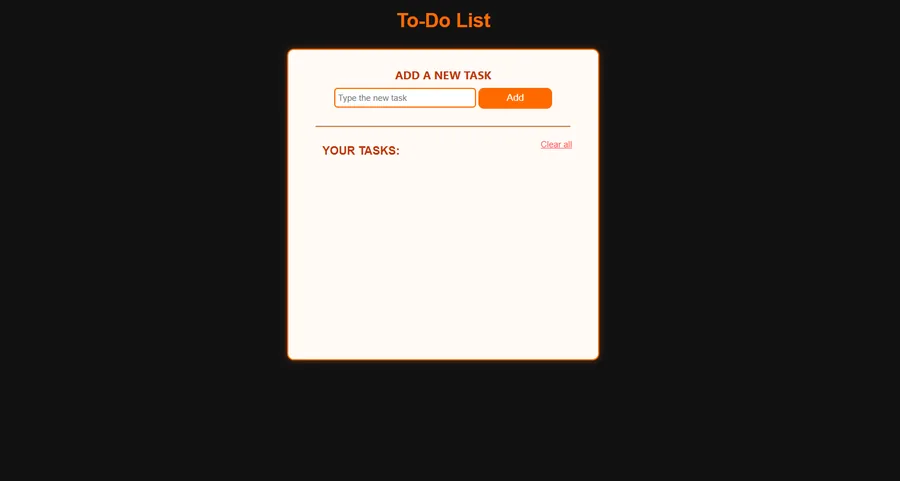 To-Do List
ADD A NEW TASK
Type the new task
Add
Clear all
YOUR TASKS: